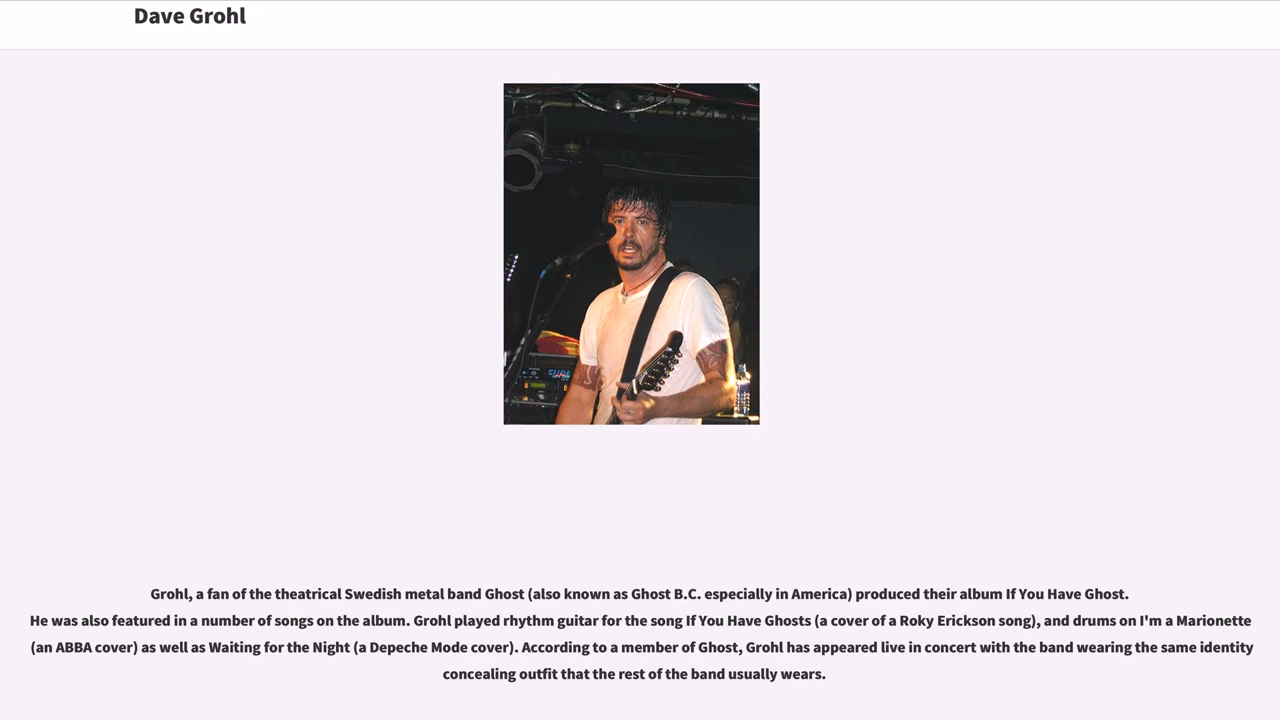 Dave Grohl
Grohl, a fan of the theatrical Swedish metal band Ghost (also known as Ghost B.C. especially in America) produced their album If You Have Ghost.
He was also featured in a number of songs on the album. Grohl played rhythm guitar for the song If You Have Ghosts (a cover of a Roky Erickson song), and drums on I'm a Marionette
(an ABBA cover) as well as Waiting for the Night (a Depeche Mode cover). According to a member of Ghost, Grohl has appeared live in concert with the band wearing the same identity
concealing outfit that the rest of the band usually wears.